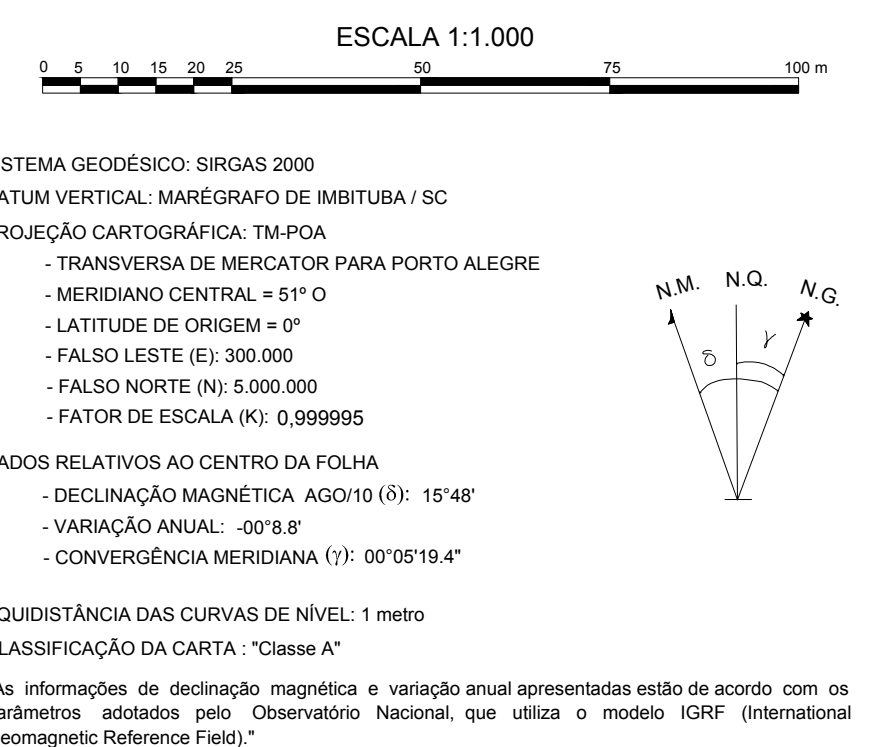 ESCALA 1:1.000
0 5 10 15 20 25 50 75 100 m
ISTEMA GEODÉSICO: SIRGAS 2000
ATUM VERTICAL: MARÉGRAFO DE IMBITUBA / SC
ROJEÇÃO CARTOGRÁFICA: TM-POA
- TRANSVERSA DE MERCATOR PARA PORTO ALEGRE
- MERIDIANO CENTRAL = 51º O
- LATITUDE DE ORIGEM = 0º
- FALSO LESTE (E): 300.000
- FALSO NORTE (N): 5.000.000
- FATOR DE ESCALA (K): 0,999995
N.M. N.Q. N.G.
δ γ
ADOS RELATIVOS AO CENTRO DA FOLHA
- DECLINAÇÃO MAGNÉTICA AGO/10 (δ): 15°48'
- VARIAÇÃO ANUAL: -00°8.8'
- CONVERGÊNCIA MERIDIANA (γ): 00°05'19.4"
QUIDISTÂNCIA DAS CURVAS DE NÍVEL: 1 metro
LASSIFICAÇÃO DA CARTA : "Classe A"
As informações de declinação magnética e variação anual apresentadas estão de acordo com os
arâmetros adotados pelo Observatório Nacional, que utiliza o modelo IGRF (International
eomagnetic Reference Field)."